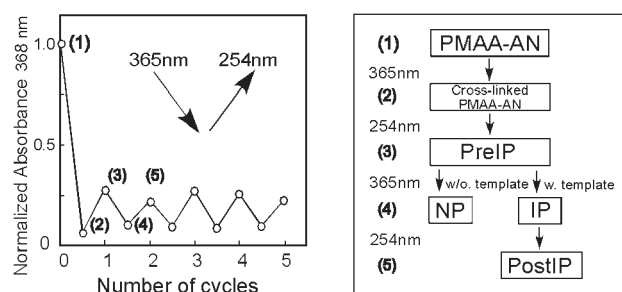 Normalized Absorbance 368 nm
1.0
0.5
0
(1)
365nm
254nm
(3)
(5)
(2)
(4)
0 1 2 3 4 5
Number of cycles
(1) PMAA-AN
365nm
(2) Cross-linked
PMAA-AN
254nm
(3) PreIP
365nm w/o. template w. template
(4) NP IP
254nm
(5) PostIP